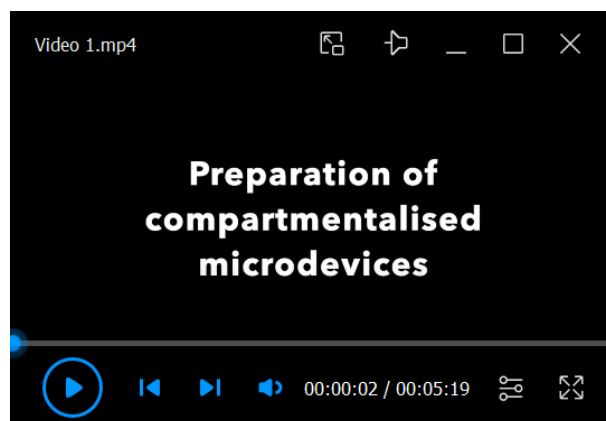 Video 1.mp4
Preparation of
compartmentalised
microdevices
00:00:02 / 00:05:19